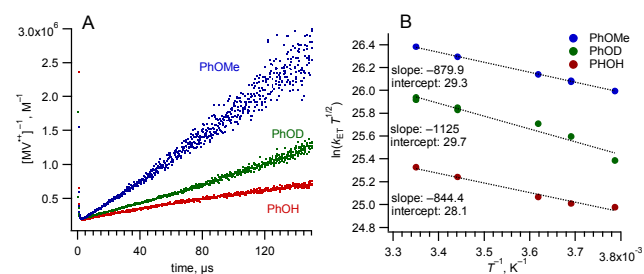 A
3.0x10⁶
2.5
2.0
1.5
1.0
0.5
[MV•+]⁻¹, M⁻¹
PhOMe
PhOD
PhOH
40
80
120
time, µs
B
PhOMe
PhOD
PHOH
26.4
26.2
26.0
25.8
25.6
25.4
25.2
25.0
24.8
ln(k_ET T^1/2)
slope: −879.9
intercept: 29.3
slope: −1125
intercept: 29.7
slope: −844.4
intercept: 28.1
3.3
3.4
3.5
3.6
3.7
3.8x10⁻³
T⁻¹, K⁻¹